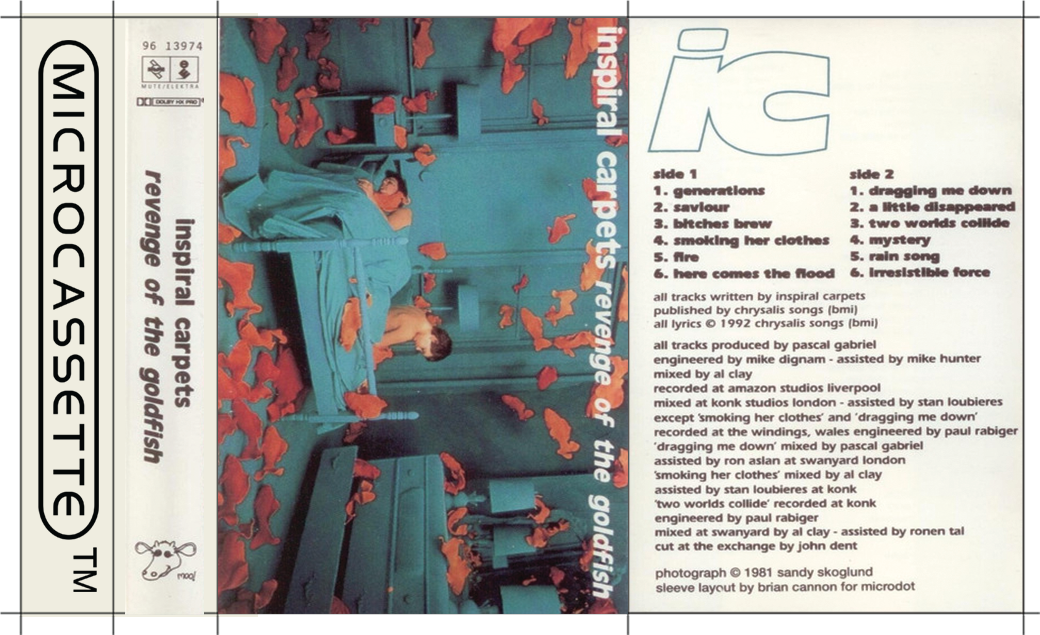 MICROCASSETTE TM
96 13974
MUTE/ELEKTRA
DOLBY HX PRO
inspiral carpets
revenge of the goldfish
moo!
inspiral carpets revenge of the goldfish
ic
side 1
1. generations
2. saviour
3. bitches brew
4. smoking her clothes
5. fire
6. here comes the flood
side 2
1. dragging me down
2. a little disappeared
3. two worlds collide
4. mystery
5. rain song
6. irresistible force
all tracks written by inspiral carpets
published by chrysalis songs (bmi)
all lyrics © 1992 chrysalis songs (bmi)
all tracks produced by pascal gabriel
engineered by mike dignam - assisted by mike hunter
mixed by al clay
recorded at amazon studios liverpool
mixed at konk studios london - assisted by stan loubieres
except 'smoking her clothes' and 'dragging me down'
recorded at the windings, wales engineered by paul rabiger
'dragging me down' mixed by pascal gabriel
assisted by ron aslan at swanyard london
'smoking her clothes' mixed by al clay
assisted by stan loubieres at konk
'two worlds collide' recorded at konk
engineered by paul rabiger
mixed at swanyard by al clay - assisted by ronen tal
cut at the exchange by john dent
photograph © 1981 sandy skoglund
sleeve layout by brian cannon for microdot